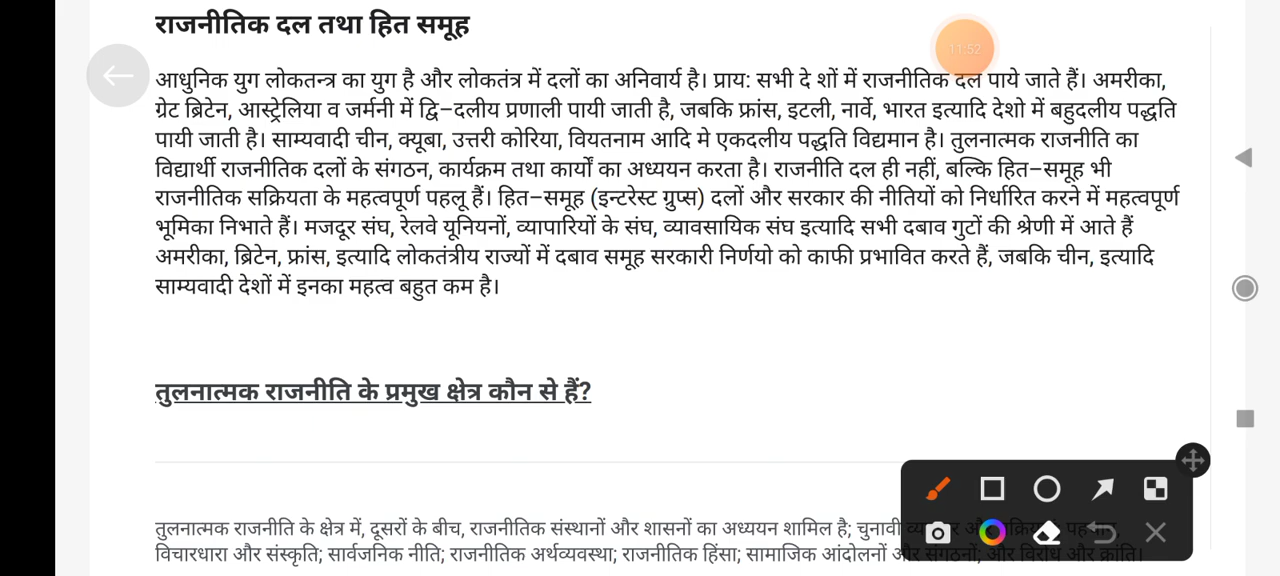 राजनीतिक दल तथा हित समूह
11:52
आधुनिक युग लोकतन्त्र का युग है और लोकतंत्र में दलों का अनिवार्य है। प्राय: सभी दे शों में राजनीतिक दल पाये जाते हैं। अमरीका,
ग्रेट ब्रिटेन, आस्ट्रेलिया व जर्मनी में द्वि–दलीय प्रणाली पायी जाती है, जबकि फ्रांस, इटली, नार्वे, भारत इत्यादि देशो में बहुदलीय पद्धति
पायी जाती है। साम्यवादी चीन, क्यूबा, उत्तरी कोरिया, वियतनाम आदि मे एकदलीय पद्धति विद्यमान है। तुलनात्मक राजनीति का
विद्यार्थी राजनीतिक दलों के संगठन, कार्यक्रम तथा कार्यों का अध्ययन करता है। राजनीति दल ही नहीं, बल्कि हित–समूह भी
राजनीतिक सक्रियता के महत्वपूर्ण पहलू हैं। हित–समूह (इन्टरेस्ट ग्रुप्स) दलों और सरकार की नीतियों को निर्धारित करने में महत्वपूर्ण
भूमिका निभाते हैं। मजदूर संघ, रेलवे यूनियनों, व्यापारियों के संघ, व्यावसायिक संघ इत्यादि सभी दबाव गुटों की श्रेणी में आते हैं
अमरीका, ब्रिटेन, फ्रांस, इत्यादि लोकतंत्रीय राज्यों में दबाव समूह सरकारी निर्णयो को काफी प्रभावित करते हैं, जबकि चीन, इत्यादि
साम्यवादी देशों में इनका महत्व बहुत कम है।
तुलनात्मक राजनीति के प्रमुख क्षेत्र कौन से हैं?
तुलनात्मक राजनीति के क्षेत्र में, दूसरों के बीच, राजनीतिक संस्थानों और शासनों का अध्ययन शामिल है; चुनावी
विचारधारा और संस्कृति; सार्वजनिक नीति; राजनीतिक अर्थव्यवस्था; राजनीतिक हिंसा; सामाजिक आंदोलनों और संगठनों; और विरोध और क्रांति।